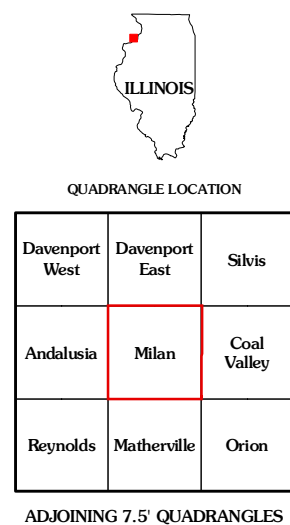 ILLINOIS
QUADRANGLE LOCATION
Davenport
West
Davenport
East
Silvis
Andalusia
Milan
Coal
Valley
Reynolds
Matherville
Orion
ADJOINING 7.5' QUADRANGLES